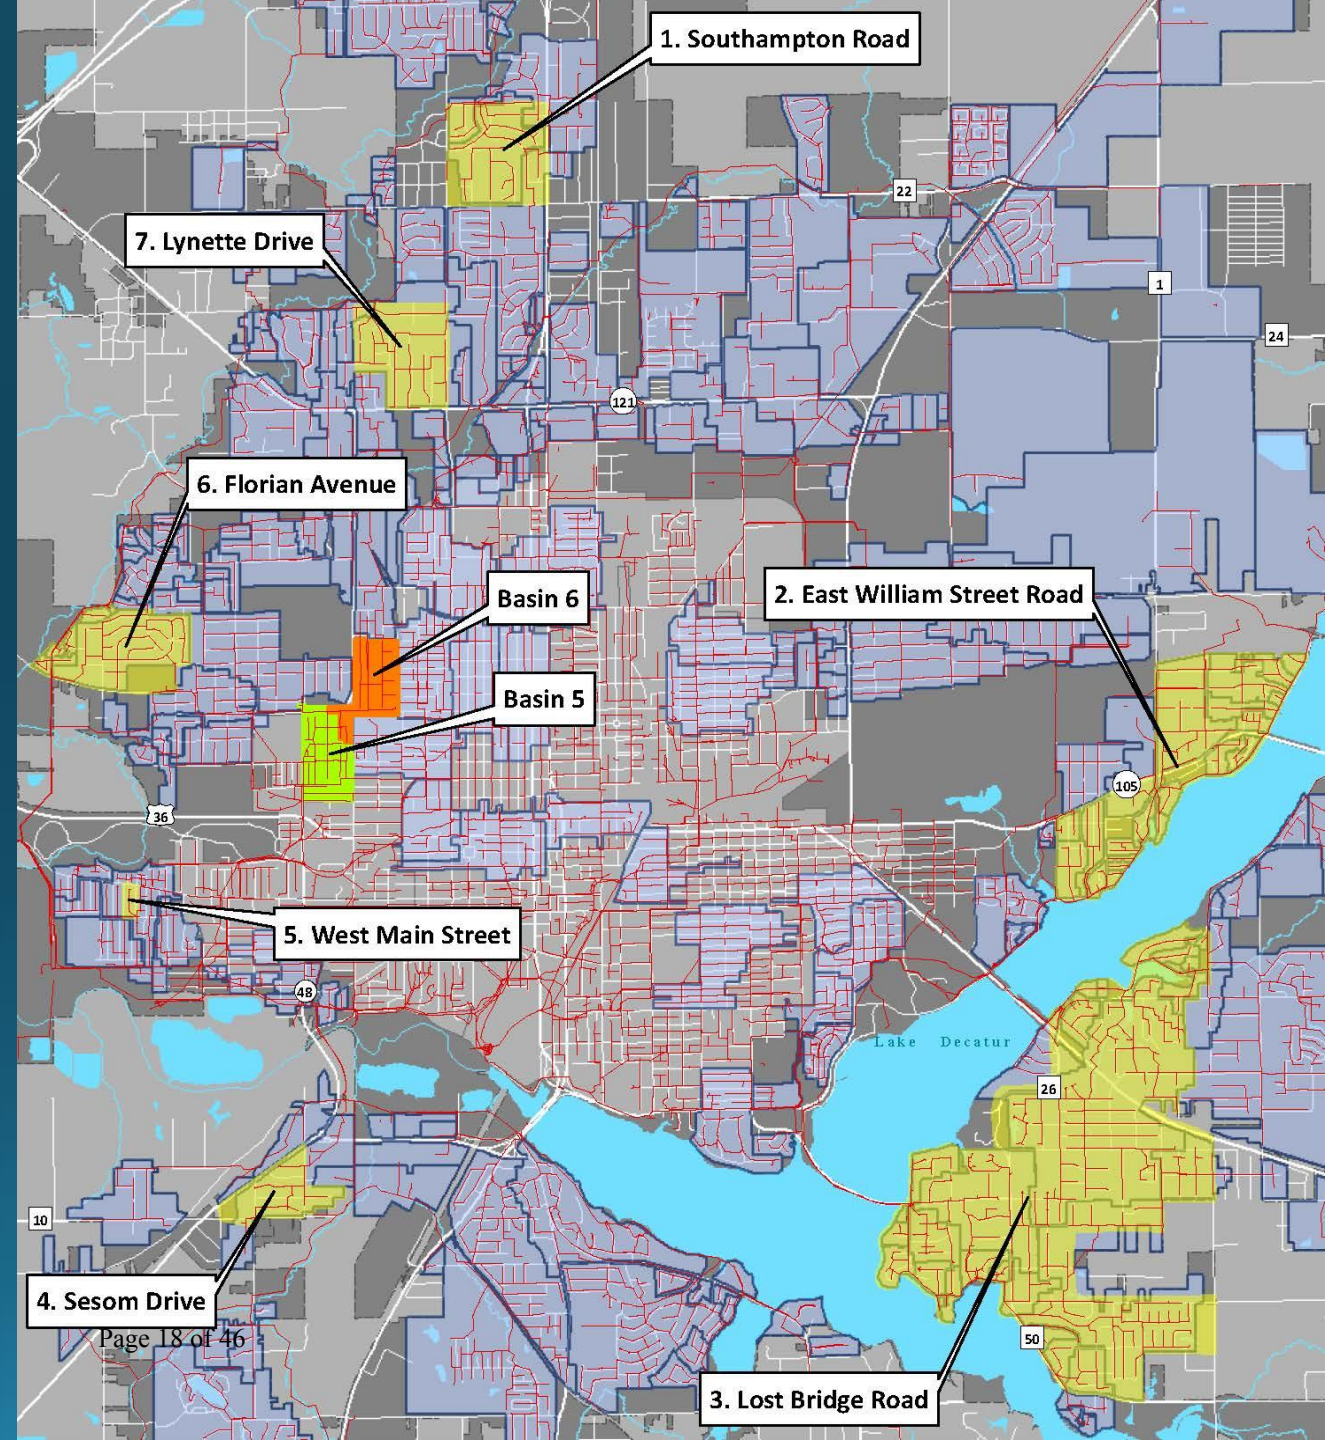 1. Southampton Road
22
7. Lynette Drive
1
24
121
6. Florian Avenue
Basin 6
2. East William Street Road
Basin 5
105
36
5. West Main Street
48
Lake Decatur
26
10
4. Sesom Drive
Page 18 of 46
50
3. Lost Bridge Road